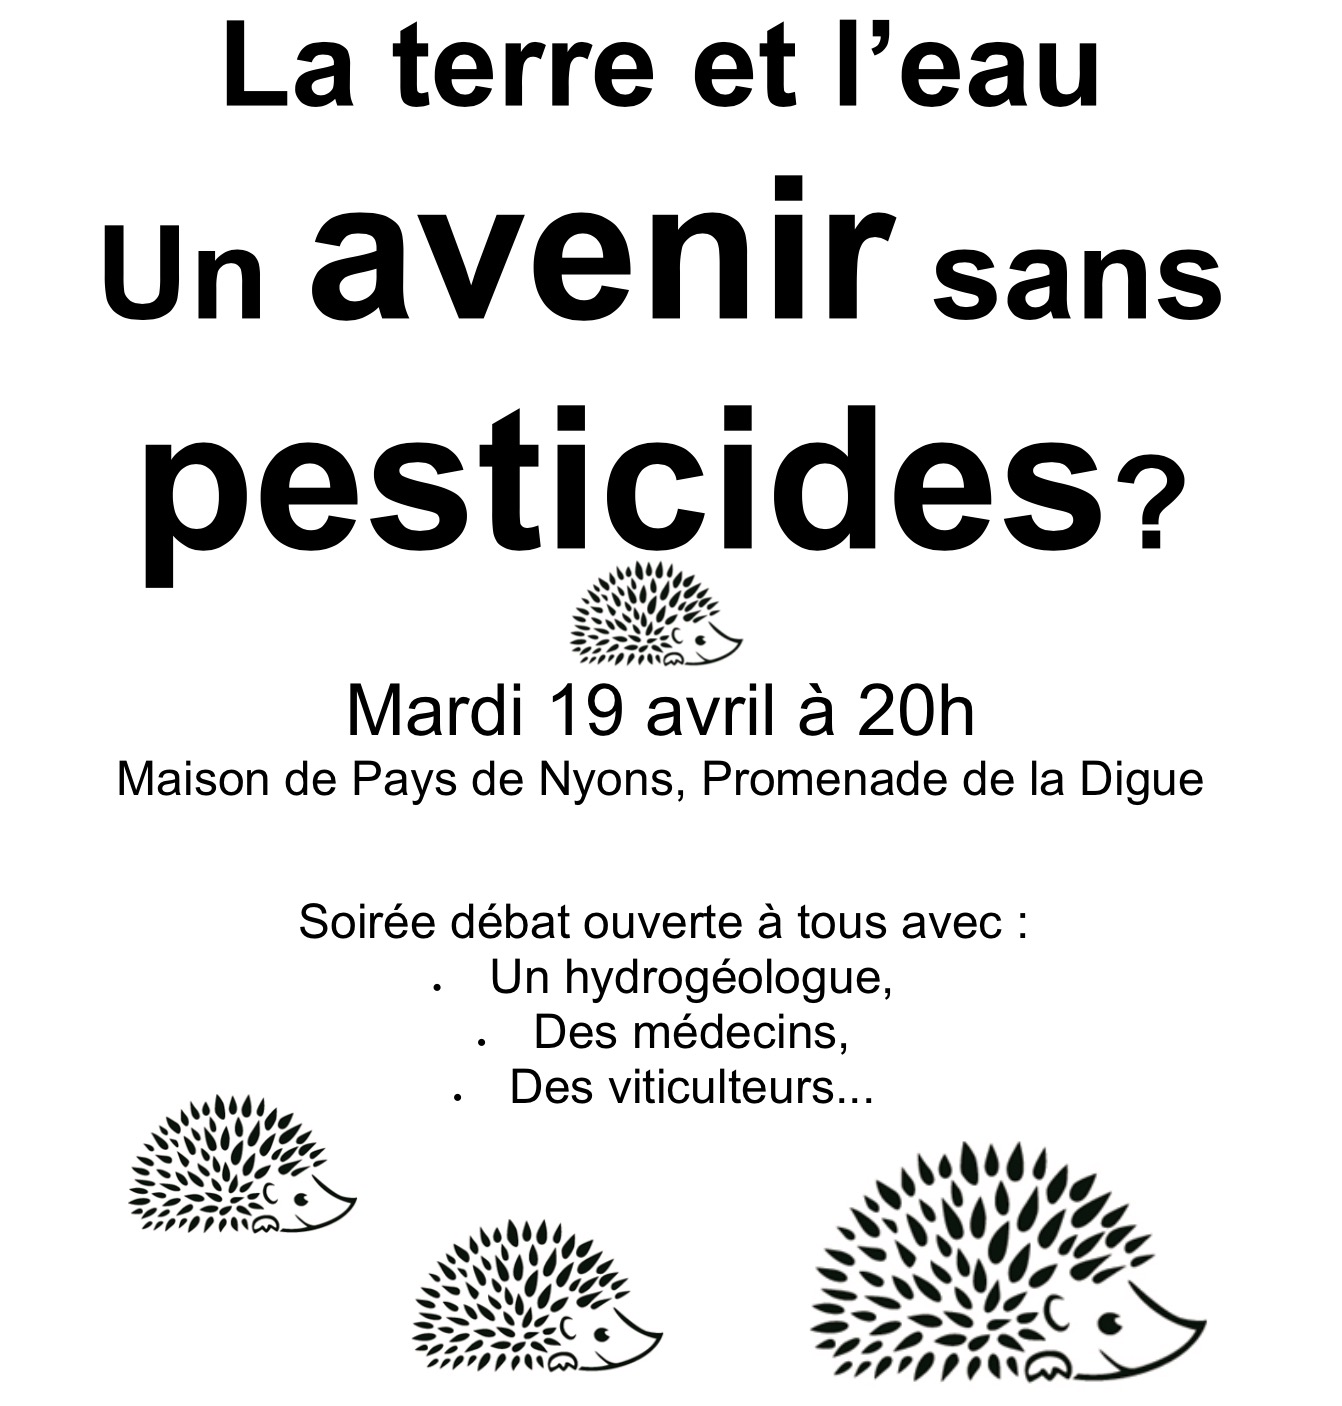 La terre et l’eau
Un avenir sans
pesticides?
Mardi 19 avril à 20h
Maison de Pays de Nyons, Promenade de la Digue
Soirée débat ouverte à tous avec :
• Un hydrogéologue,
• Des médecins,
• Des viticulteurs...